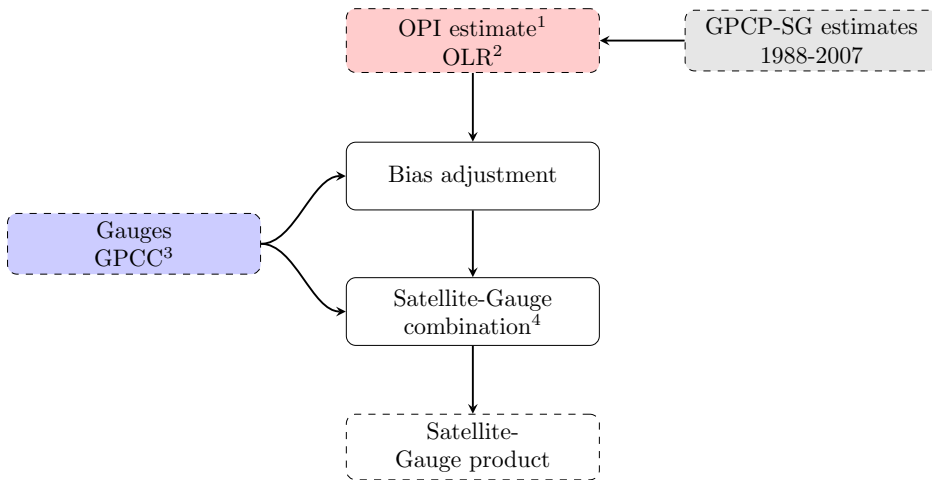 OPI estimate¹
OLR²
GPCP-SG estimates
1988-2007
Bias adjustment
Gauges
GPCC³
Satellite-Gauge
combination⁴
Satellite-
Gauge product